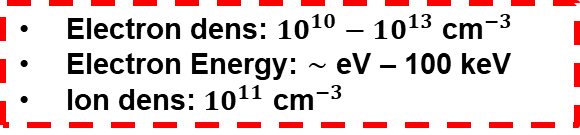 • Electron dens: 10¹⁰ – 10¹³ cm⁻³
• Electron Energy: ~ eV – 100 keV
• Ion dens: 10¹¹ cm⁻³